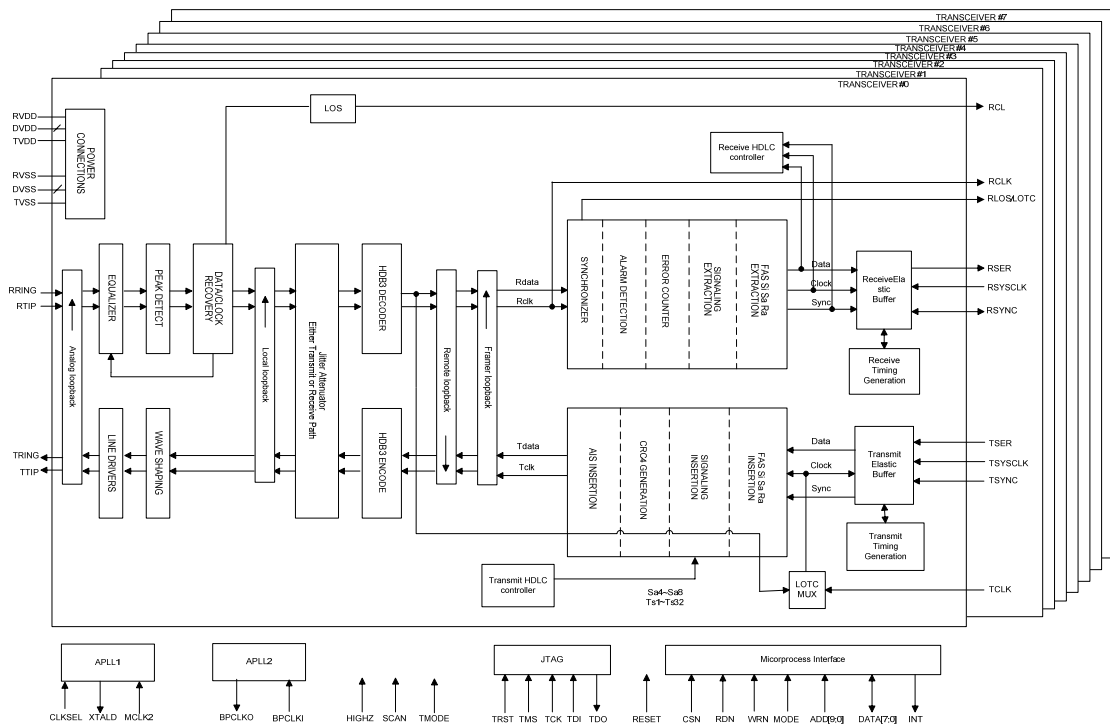 TRANSCEIVER #7
TRANSCEIVER #6
TRANSCEIVER #5
TRANSCEIVER #4
TRANSCEIVER #3
TRANSCEIVER #2
TRANSCEIVER #1
TRANSCEIVER #0
RVDD
DVDD
TVDD
RVSS
DVSS
TVSS
POWER
CONNECTIONS
LOS
RCL
Receive HDLC
controller
RCLK
RLOS/LOTC
RRING
RTIP
Analog loopback
EQUALIZER
PEAK DETECT
DATA/CLOCK
RECOVERY
Local loopback
Jitter Attenuator
Either Transmit or Receive Path
HDB3 DECODER
Remote loopback
Framer loopback
Rdata
Rclk
SYNCHRONIZER
ALARM DETECTION
ERROR COUNTER
SIGNALING
EXTRACTION
FAS Si Sa Ra
EXTRACTION
Data
Clock
Sync
ReceiveEla
stic
Buffer
RSER
RSYSCLK
RSYNC
Receive
Timing
Generation
TRING
TTIP
LINE DRIVERS
WAVE SHAPING
HDB3 ENCODE
Tdata
Tclk
AIS INSERTION
CRC4 GENERATION
SIGNALING
INSERTION
FAS Si Sa Ra
INSERTION
Data
Clock
Sync
Transmit
Elastic
Buffer
TSER
TSYSCLK
TSYNC
Transmit
Timing
Generation
Transmit HDLC
controller
Sa4~Sa8
Ts1~Ts32
LOTC
MUX
TCLK
APLL1
CLKSEL
XTALD
MCLK2
APLL2
BPCLKO
BPCLKI
HIGHZ
SCAN
TMODE
JTAG
TRST
TMS
TCK
TDI
TDO
RESET
Micorprocess Interface
CSN
RDN
WRN
MODE
ADD[9:0]
DATA[7:0]
INT